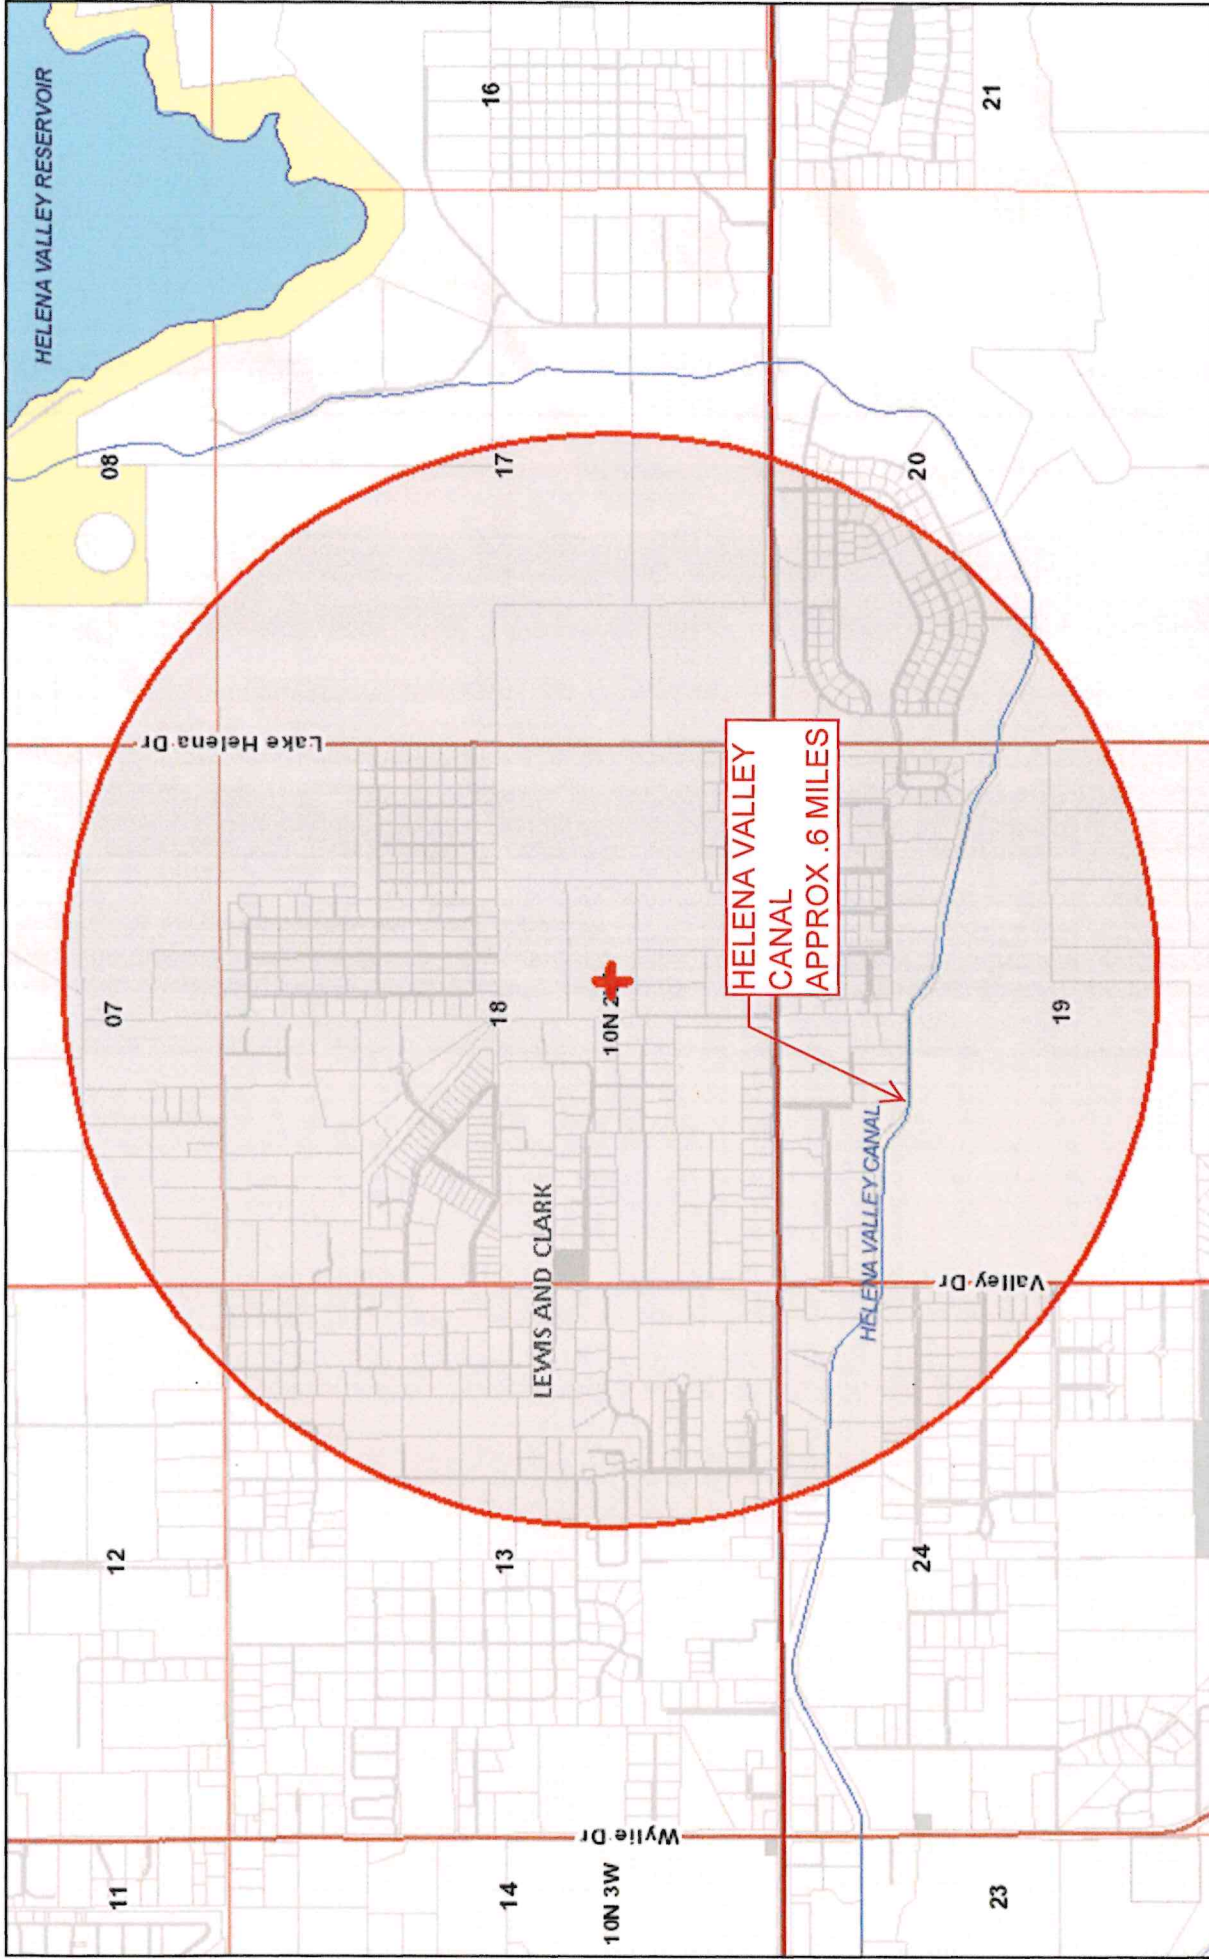 HELENA VALLEY RESERVOIR
11
12
07
08
Lake Helena Dr
14
13
18
17
16
LEWIS AND CLARK
10N 3W
10N
Wylie Dr
HELENA VALLEY
CANAL
APPROX .6 MILES
HELENA VALLEY CANAL
24
20
Valley Dr
23
19
21